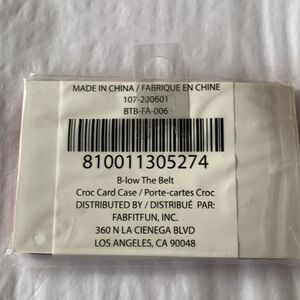 MADE IN CHINA / FABRIQUE EN CHINE
107-200601
BTB-FA-006
810011305274
B-low The Belt
Croc Card Case / Porte-cartes Croc
DISTRIBUTED BY / DISTRIBUÉ PAR:
FABFITFUN, INC.
360 N LA CIENEGA BLVD
LOS ANGELES, CA 90048